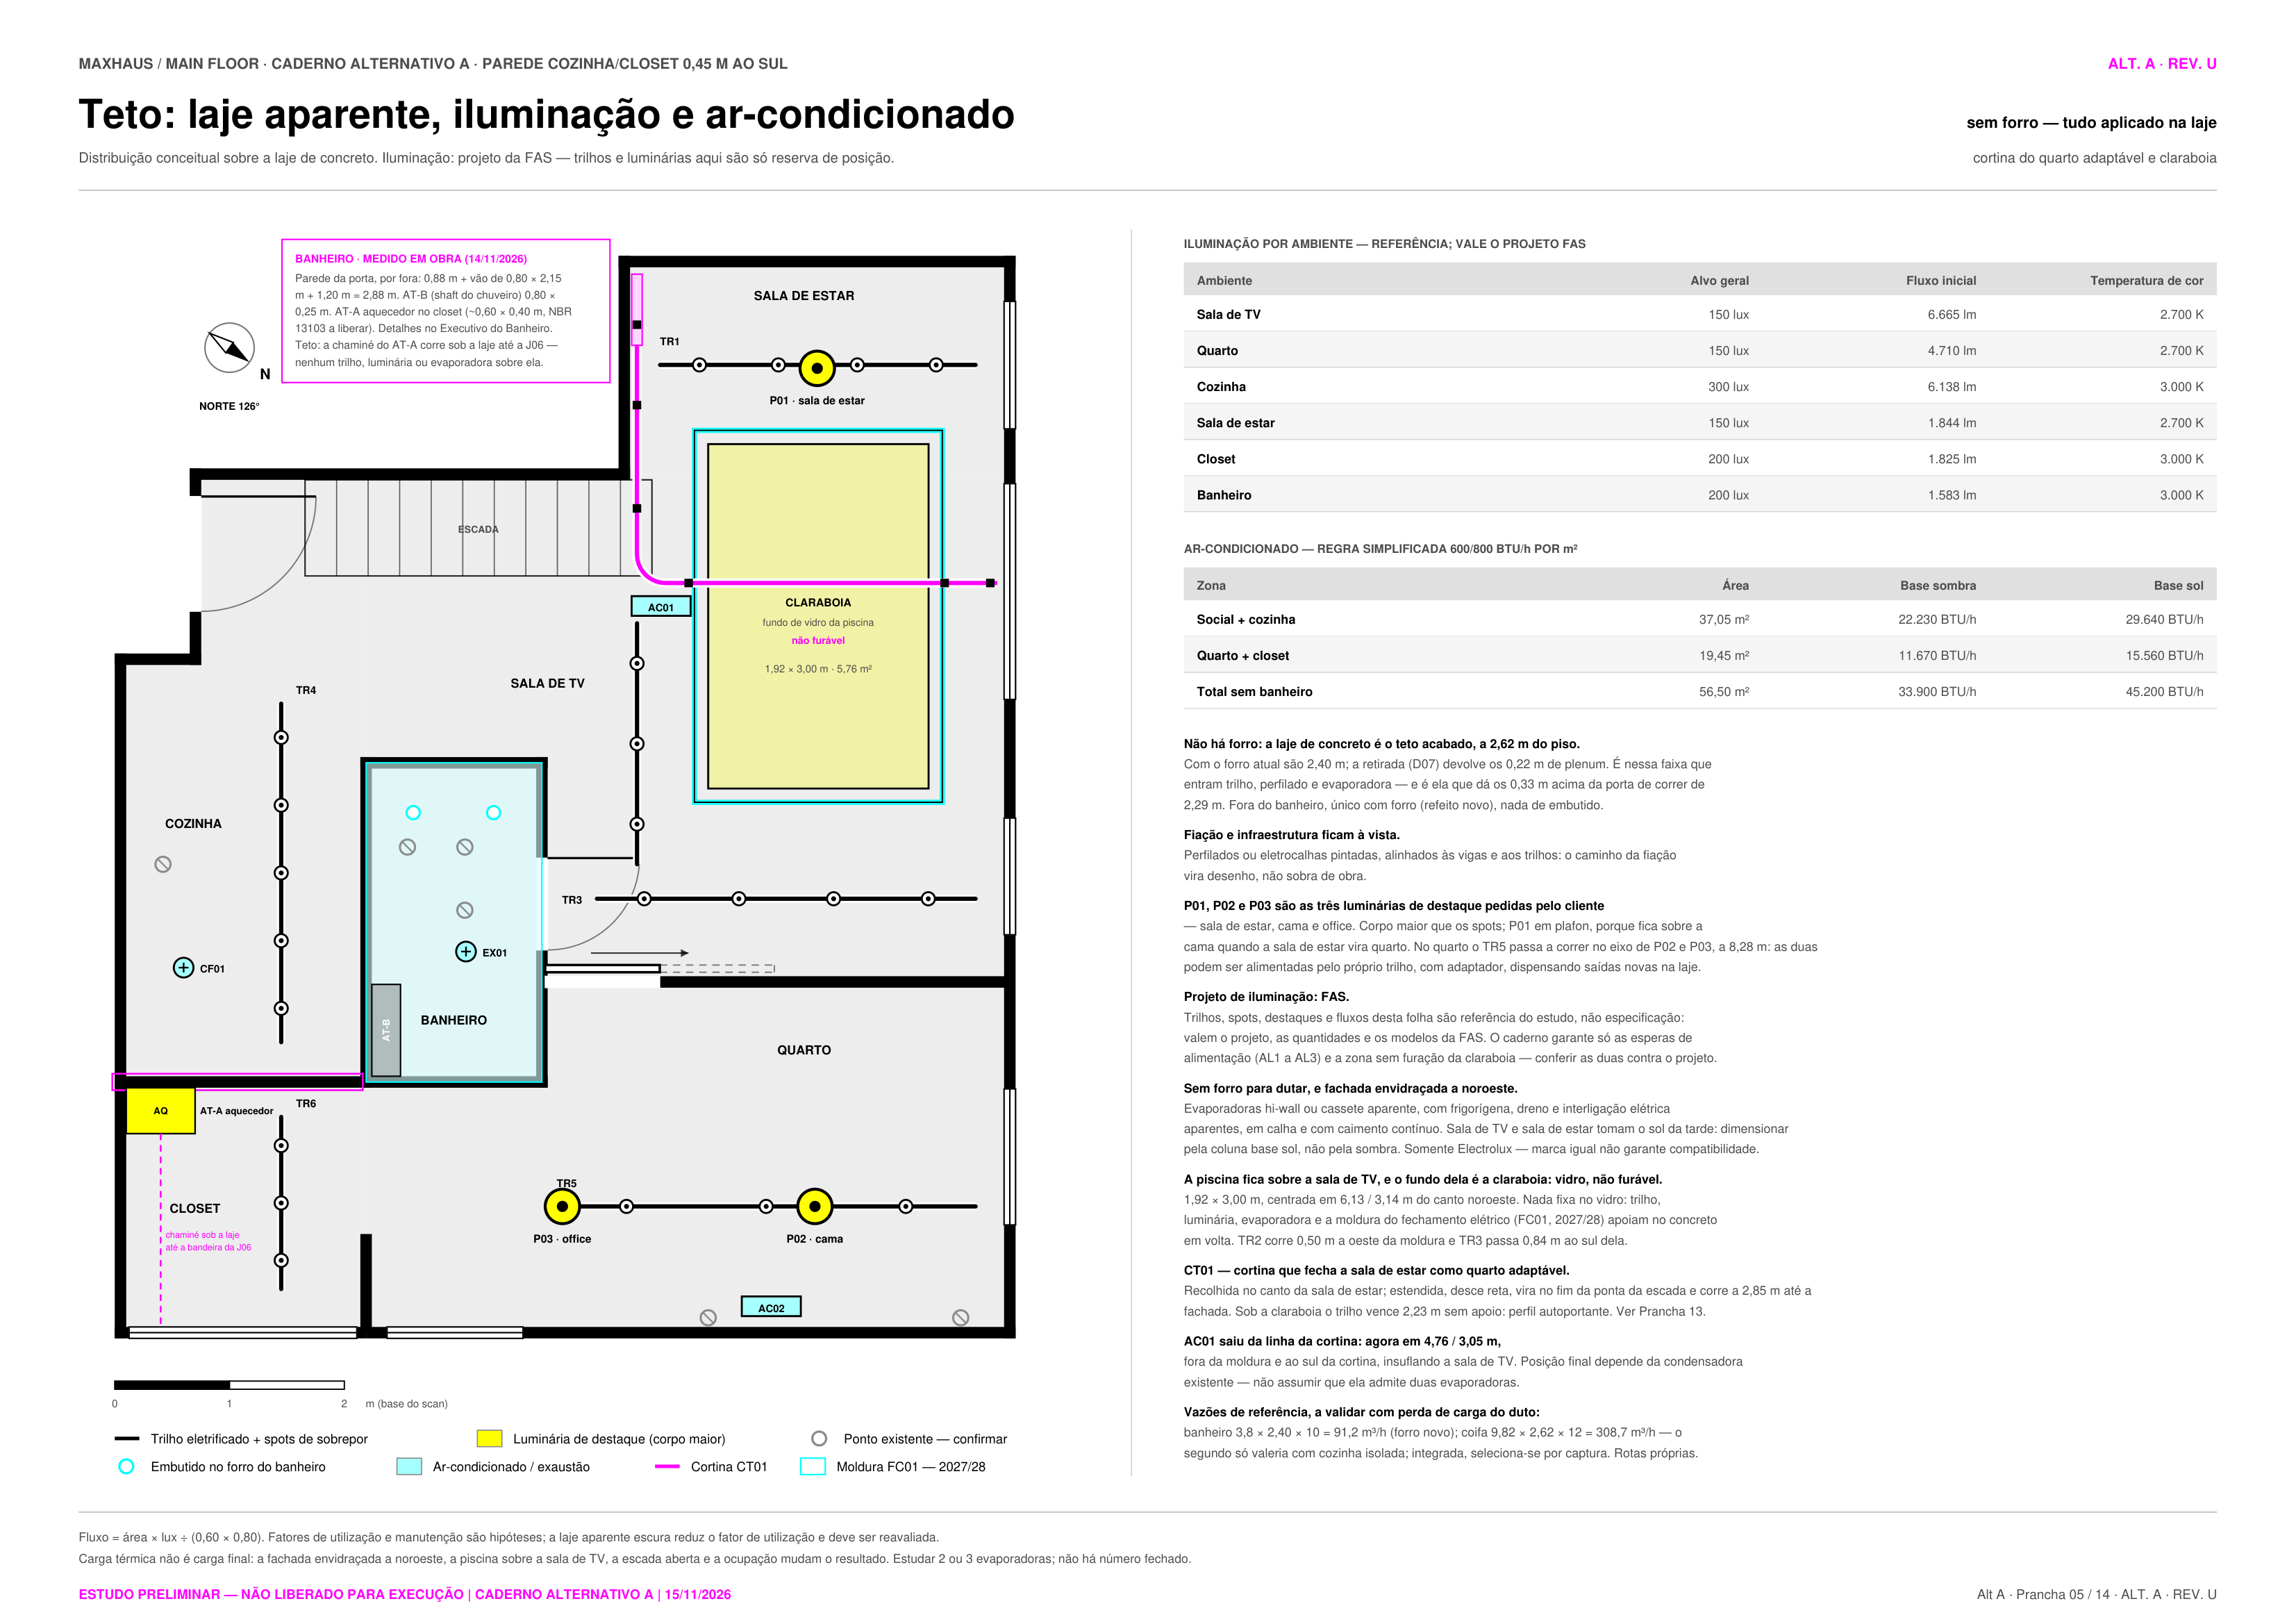 MAXHAUS / MAIN FLOOR · CADERNO ALTERNATIVO A · PAREDE COZINHA/CLOSET 0,45 M AO SUL
ALT. A · REV. U
Teto: laje aparente, iluminação e ar-condicionado
sem forro — tudo aplicado na laje
Distribuição conceitual sobre a laje de concreto. Iluminação: projeto da FAS — trilhos e luminárias aqui são só reserva de posição.
cortina do quarto adaptável e claraboia
BANHEIRO · MEDIDO EM OBRA (14/11/2026)
Parede da porta, por fora: 0,88 m + vão de 0,80 × 2,15
m + 1,20 m = 2,88 m. AT-B (shaft do chuveiro) 0,80 ×
0,25 m. AT-A aquecedor no closet (~0,60 × 0,40 m, NBR
13103 a liberar). Detalhes no Executivo do Banheiro.
Teto: a chaminé do AT-A corre sob a laje até a J06 —
nenhum trilho, luminária ou evaporadora sobre ela.
N
NORTE 126°
SALA DE ESTAR
TR1
P01 · sala de estar
ESCADA
AC01
CLARABOIA
fundo de vidro da piscina
não furável
1,92 × 3,00 m · 5,76 m²
SALA DE TV
TR4
COZINHA
TR3
EX01
CF01
AT-B
BANHEIRO
QUARTO
AQ
AT-A aquecedor
TR6
TR5
CLOSET
chaminé sob a laje
até a bandeira da J06
P03 · office
P02 · cama
AC02
0 1 2 m (base do scan)
Trilho eletrificado + spots de sobrepor
Luminária de destaque (corpo maior)
Ponto existente — confirmar
Embutido no forro do banheiro
Ar-condicionado / exaustão
Cortina CT01
Moldura FC01 — 2027/28
ILUMINAÇÃO POR AMBIENTE — REFERÊNCIA; VALE O PROJETO FAS
Ambiente Alvo geral Fluxo inicial Temperatura de cor
Sala de TV 150 lux 6.665 lm 2.700 K
Quarto 150 lux 4.710 lm 2.700 K
Cozinha 300 lux 6.138 lm 3.000 K
Sala de estar 150 lux 1.844 lm 2.700 K
Closet 200 lux 1.825 lm 3.000 K
Banheiro 200 lux 1.583 lm 3.000 K
AR-CONDICIONADO — REGRA SIMPLIFICADA 600/800 BTU/h POR m²
Zona Área Base sombra Base sol
Social + cozinha 37,05 m² 22.230 BTU/h 29.640 BTU/h
Quarto + closet 19,45 m² 11.670 BTU/h 15.560 BTU/h
Total sem banheiro 56,50 m² 33.900 BTU/h 45.200 BTU/h
Não há forro: a laje de concreto é o teto acabado, a 2,62 m do piso.
Com o forro atual são 2,40 m; a retirada (D07) devolve os 0,22 m de plenum. É nessa faixa que
entram trilho, perfilado e evaporadora — e é ela que dá os 0,33 m acima da porta de correr de
2,29 m. Fora do banheiro, único com forro (refeito novo), nada de embutido.
Fiação e infraestrutura ficam à vista.
Perfilados ou eletrocalhas pintadas, alinhados às vigas e aos trilhos: o caminho da fiação
vira desenho, não sobra de obra.
P01, P02 e P03 são as três luminárias de destaque pedidas pelo cliente
— sala de estar, cama e office. Corpo maior que os spots; P01 em plafon, porque fica sobre a
cama quando a sala de estar vira quarto. No quarto o TR5 passa a correr no eixo de P02 e P03, a 8,28 m: as duas
podem ser alimentadas pelo próprio trilho, com adaptador, dispensando saídas novas na laje.
Projeto de iluminação: FAS.
Trilhos, spots, destaques e fluxos desta folha são referência do estudo, não especificação:
valem o projeto, as quantidades e os modelos da FAS. O caderno garante só as esperas de
alimentação (AL1 a AL3) e a zona sem furação da claraboia — conferir as duas contra o projeto.
Sem forro para dutar, e fachada envidraçada a noroeste.
Evaporadoras hi-wall ou cassete aparente, com frigorígena, dreno e interligação elétrica
aparentes, em calha e com caimento contínuo. Sala de TV e sala de estar tomam o sol da tarde: dimensionar
pela coluna base sol, não pela sombra. Somente Electrolux — marca igual não garante compatibilidade.
A piscina fica sobre a sala de TV, e o fundo dela é a claraboia: vidro, não furável.
1,92 × 3,00 m, centrada em 6,13 / 3,14 m do canto noroeste. Nada fixa no vidro: trilho,
luminária, evaporadora e a moldura do fechamento elétrico (FC01, 2027/28) apoiam no concreto
em volta. TR2 corre 0,50 m a oeste da moldura e TR3 passa 0,84 m ao sul dela.
CT01 — cortina que fecha a sala de estar como quarto adaptável.
Recolhida no canto da sala de estar; estendida, desce reta, vira no fim da ponta da escada e corre a 2,85 m até a
fachada. Sob a claraboia o trilho vence 2,23 m sem apoio: perfil autoportante. Ver Prancha 13.
AC01 saiu da linha da cortina: agora em 4,76 / 3,05 m,
fora da moldura e ao sul da cortina, insuflando a sala de TV. Posição final depende da condensadora
existente — não assumir que ela admite duas evaporadoras.
Vazões de referência, a validar com perda de carga do duto:
banheiro 3,8 × 2,40 × 10 = 91,2 m³/h (forro novo); coifa 9,82 × 2,62 × 12 = 308,7 m³/h — o
segundo só valeria com cozinha isolada; integrada, seleciona-se por captura. Rotas próprias.
Fluxo = área × lux ÷ (0,60 × 0,80). Fatores de utilização e manutenção são hipóteses; a laje aparente escura reduz o fator de utilização e deve ser reavaliada.
Carga térmica não é carga final: a fachada envidraçada a noroeste, a piscina sobre a sala de TV, a escada aberta e a ocupação mudam o resultado. Estudar 2 ou 3 evaporadoras; não há número fechado.
ESTUDO PRELIMINAR — NÃO LIBERADO PARA EXECUÇÃO | CADERNO ALTERNATIVO A | 15/11/2026
Alt A · Prancha 05 / 14 · ALT. A · REV. U